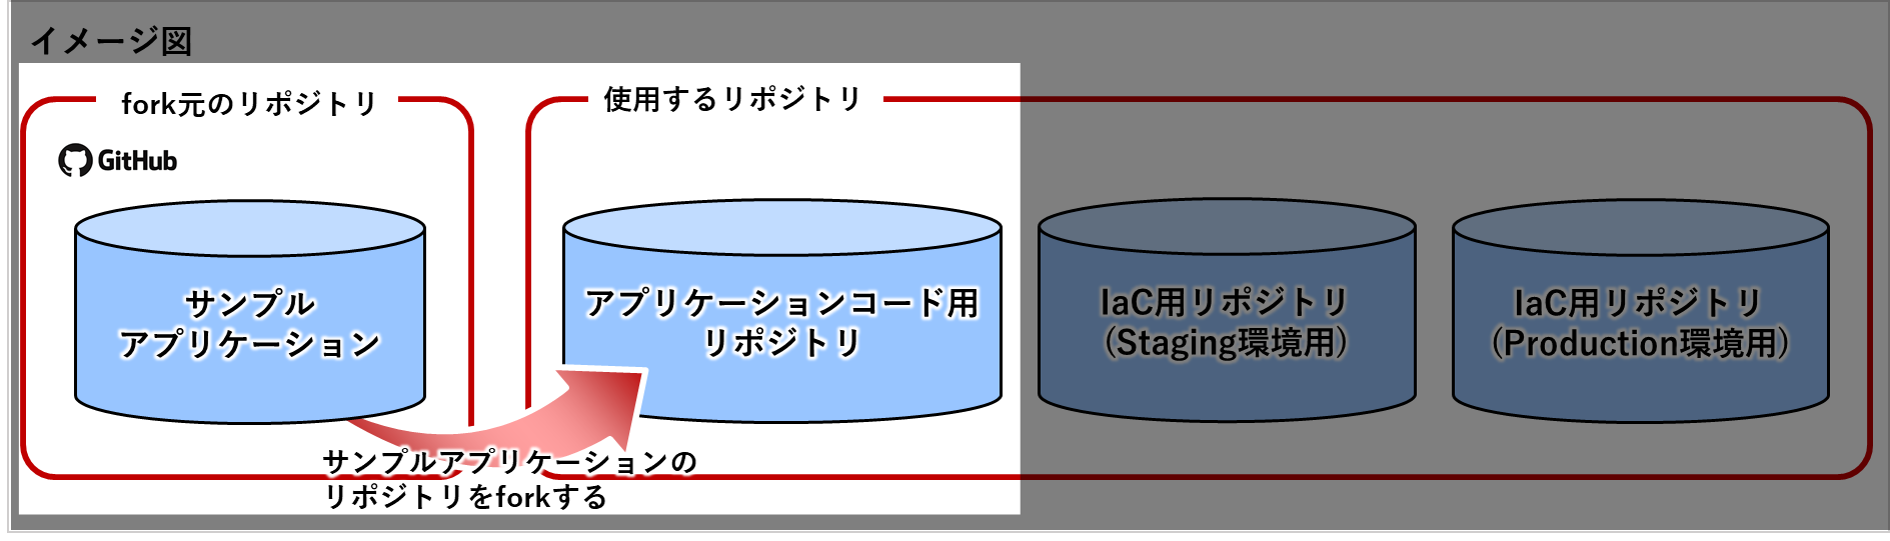 イメージ図
fork元のリポジトリ
使用するリポジトリ
GitHub
サンプル
アプリケーション
アプリケーションコード用
リポジトリ
IaC用リポジトリ
(Staging環境用)
IaC用リポジトリ
(Production環境用)
サンプルアプリケーションの
リポジトリをforkする